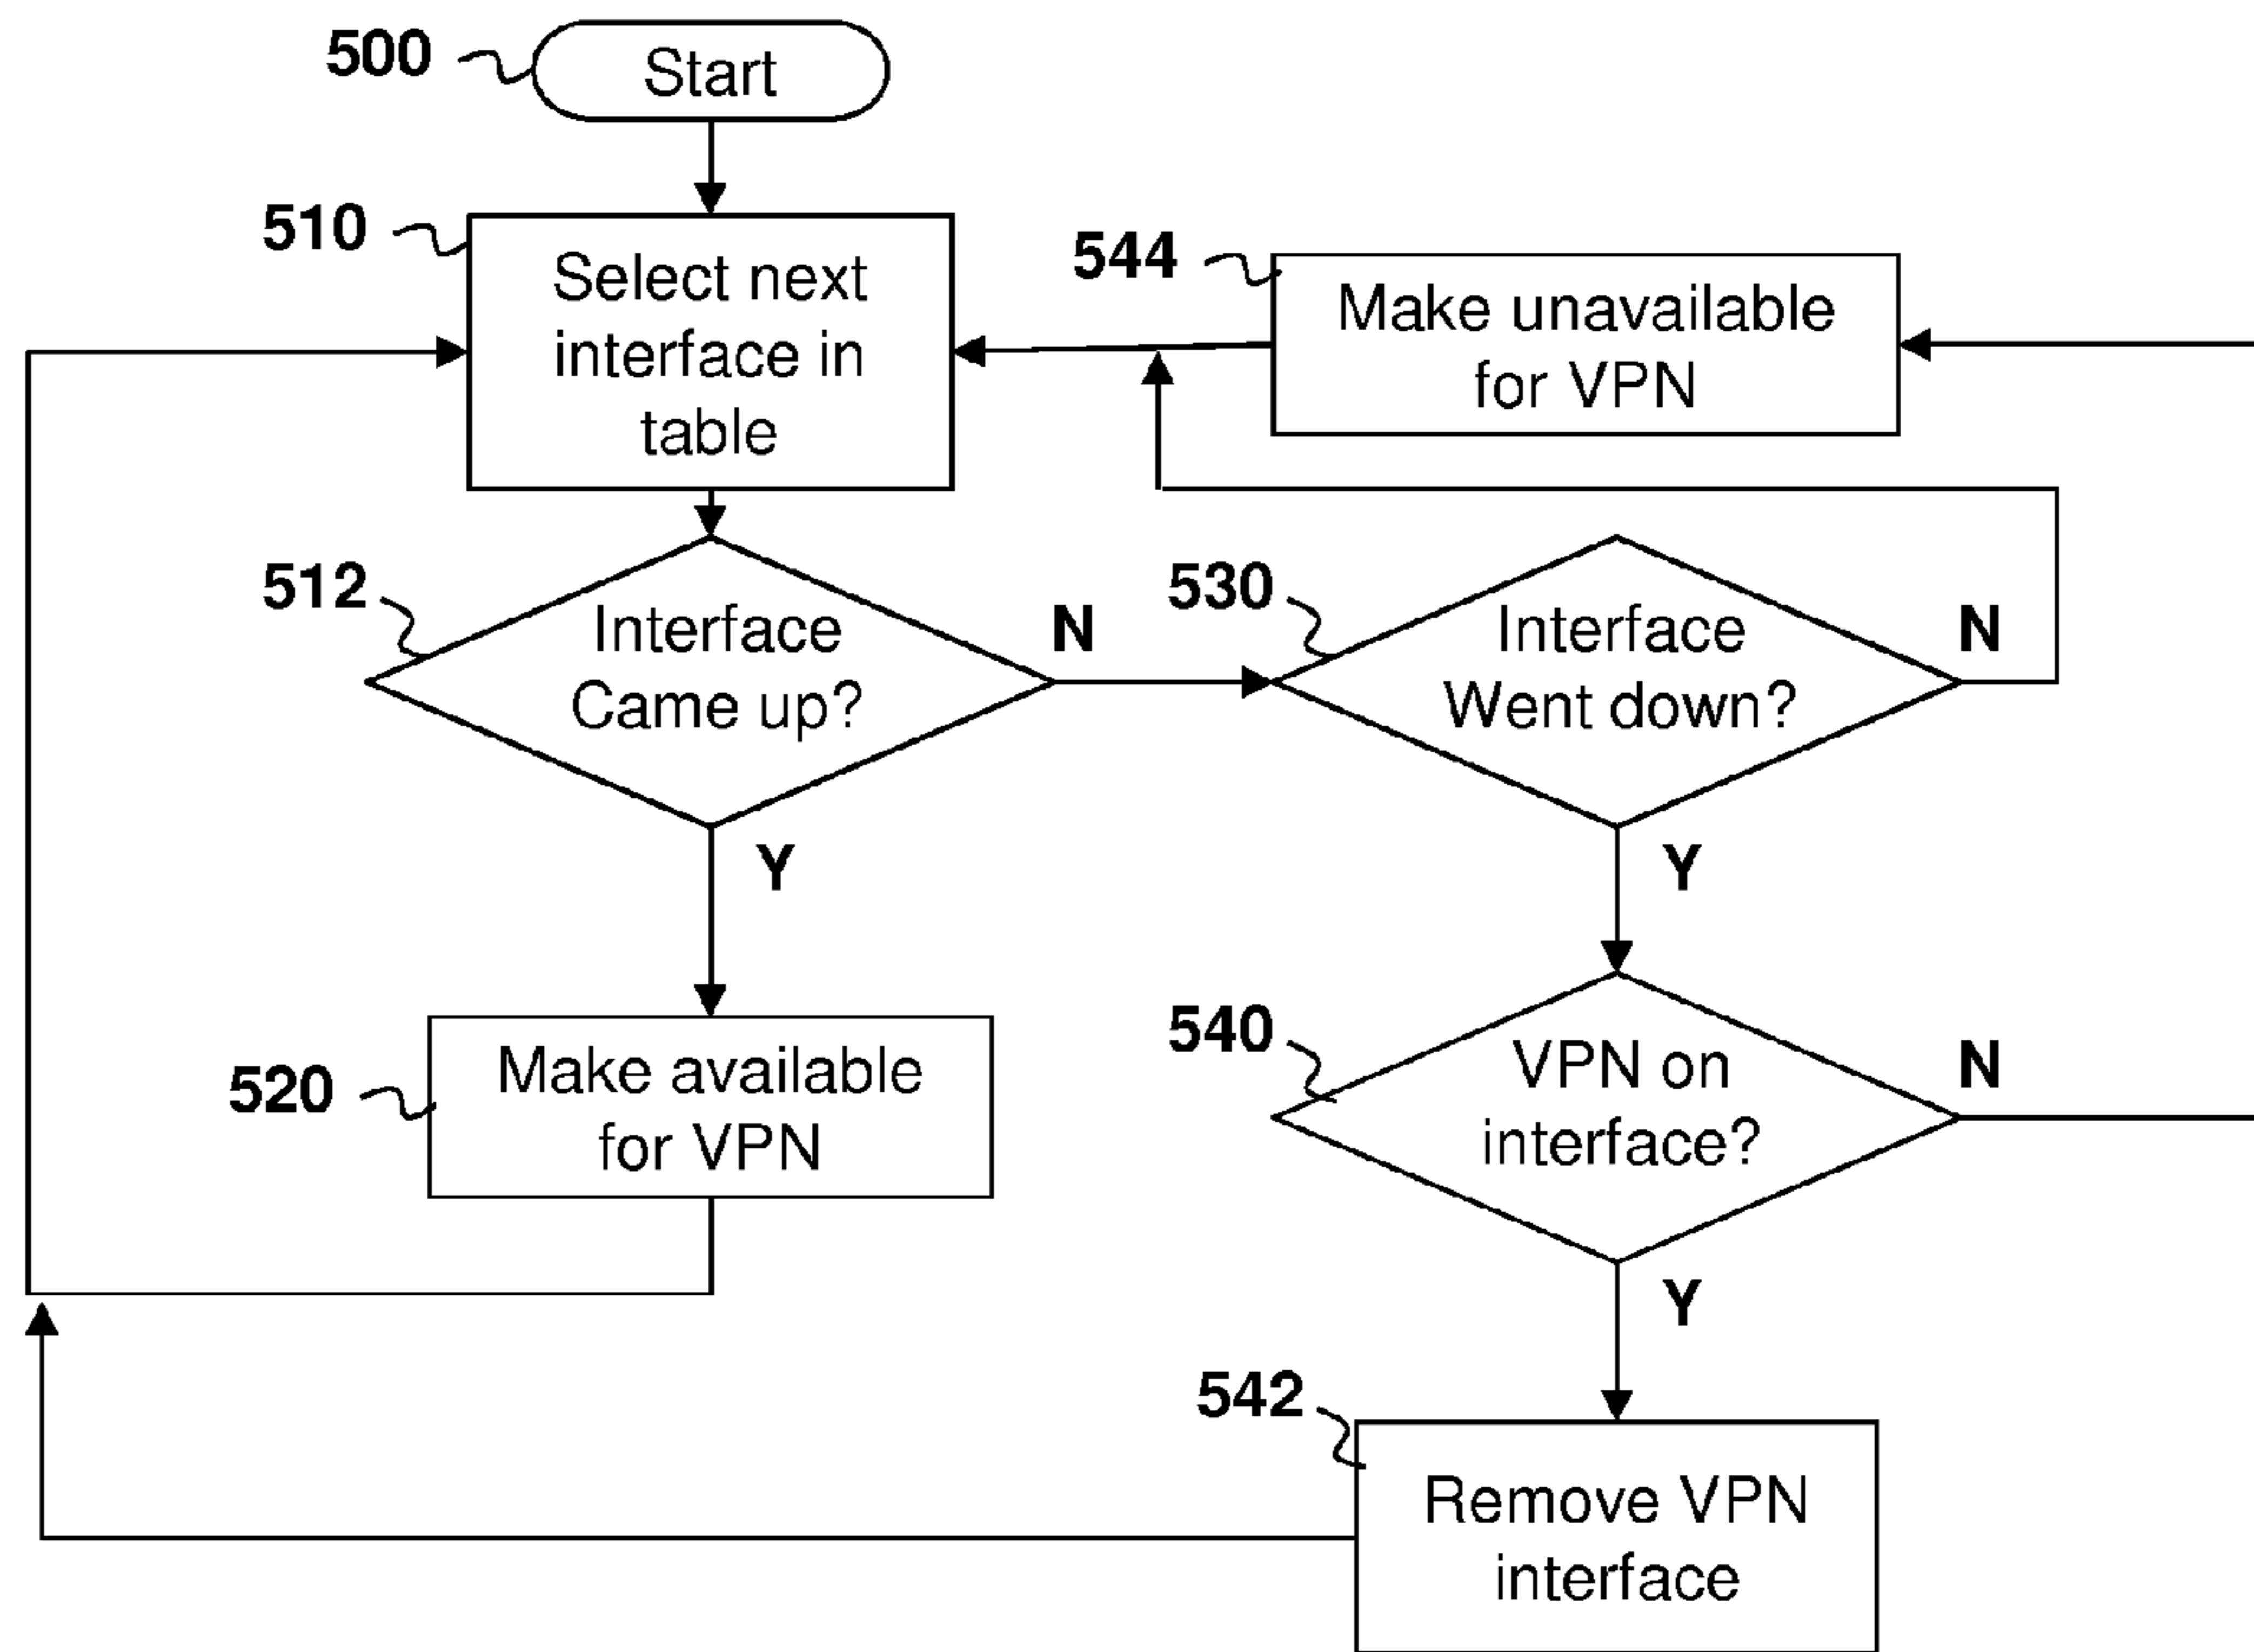 500
Start
510
Select next
interface in
table
544
Make unavailable
for VPN
512
Interface
Came up?
N
Y
530
Interface
Went down?
N
Y
520
Make available
for VPN
540
VPN on
interface?
N
Y
542
Remove VPN
interface